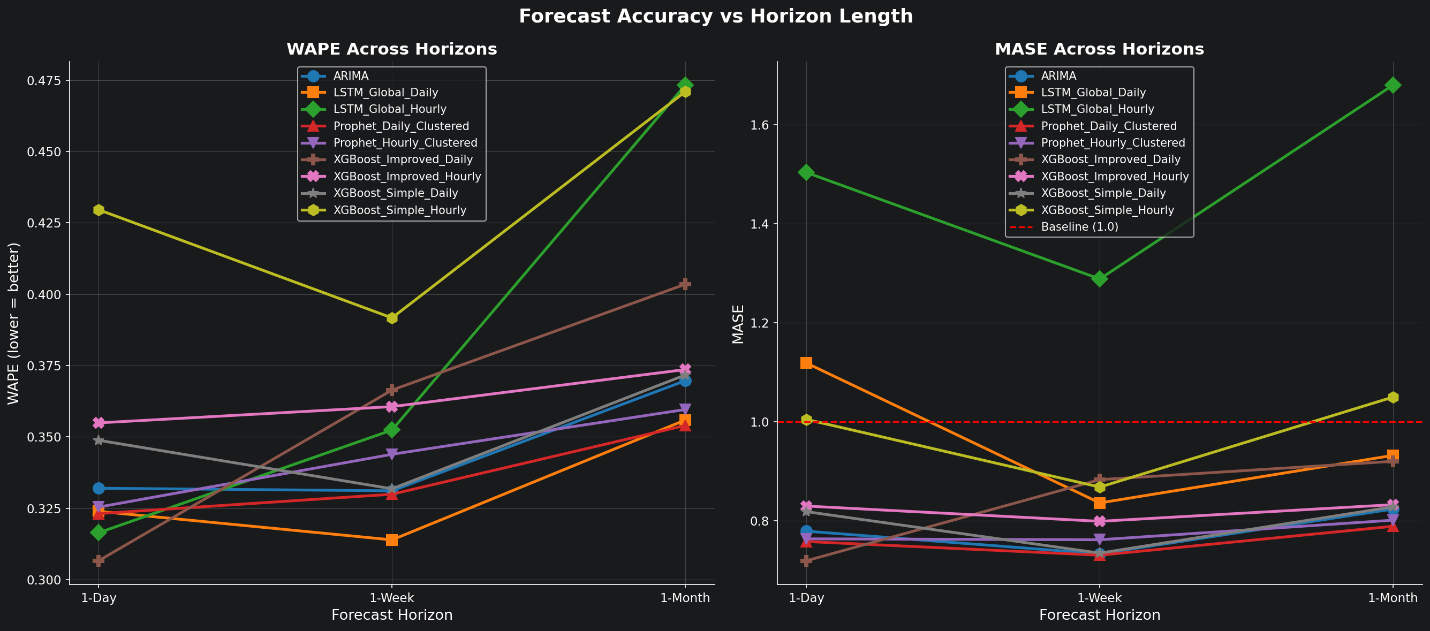 Forecast Accuracy vs Horizon Length
WAPE Across Horizons
WAPE (lower = better)
0.475
0.450
0.425
0.400
0.375
0.350
0.325
0.300
ARIMA
LSTM_Global_Daily
LSTM_Global_Hourly
Prophet_Daily_Clustered
Prophet_Hourly_Clustered
XGBoost_Improved_Daily
XGBoost_Improved_Hourly
XGBoost_Simple_Daily
XGBoost_Simple_Hourly
1-Day
1-Week
1-Month
Forecast Horizon
MASE Across Horizons
MASE
1.6
1.4
1.2
1.0
0.8
ARIMA
LSTM_Global_Daily
LSTM_Global_Hourly
Prophet_Daily_Clustered
Prophet_Hourly_Clustered
XGBoost_Improved_Daily
XGBoost_Improved_Hourly
XGBoost_Simple_Daily
XGBoost_Simple_Hourly
Baseline (1.0)
1-Day
1-Week
1-Month
Forecast Horizon